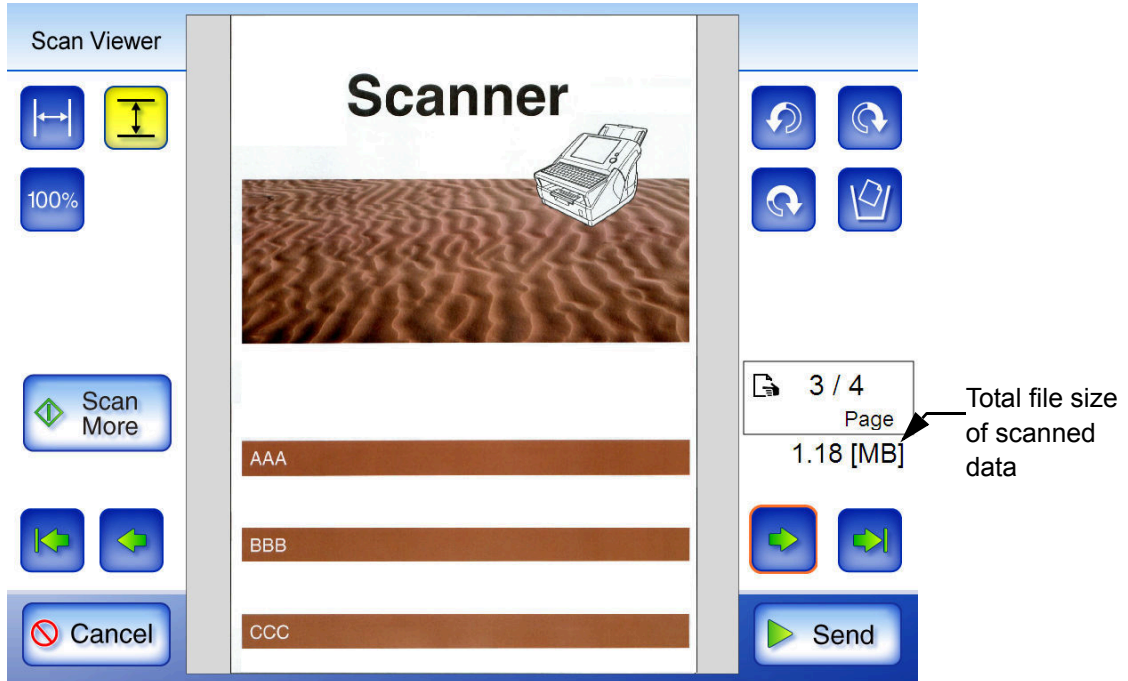 Scan Viewer
Scanner
100%
Scan
More
3 / 4
Page
1.18 [MB]
Total file size
of scanned
data
AAA
BBB
CCC
Cancel
Send